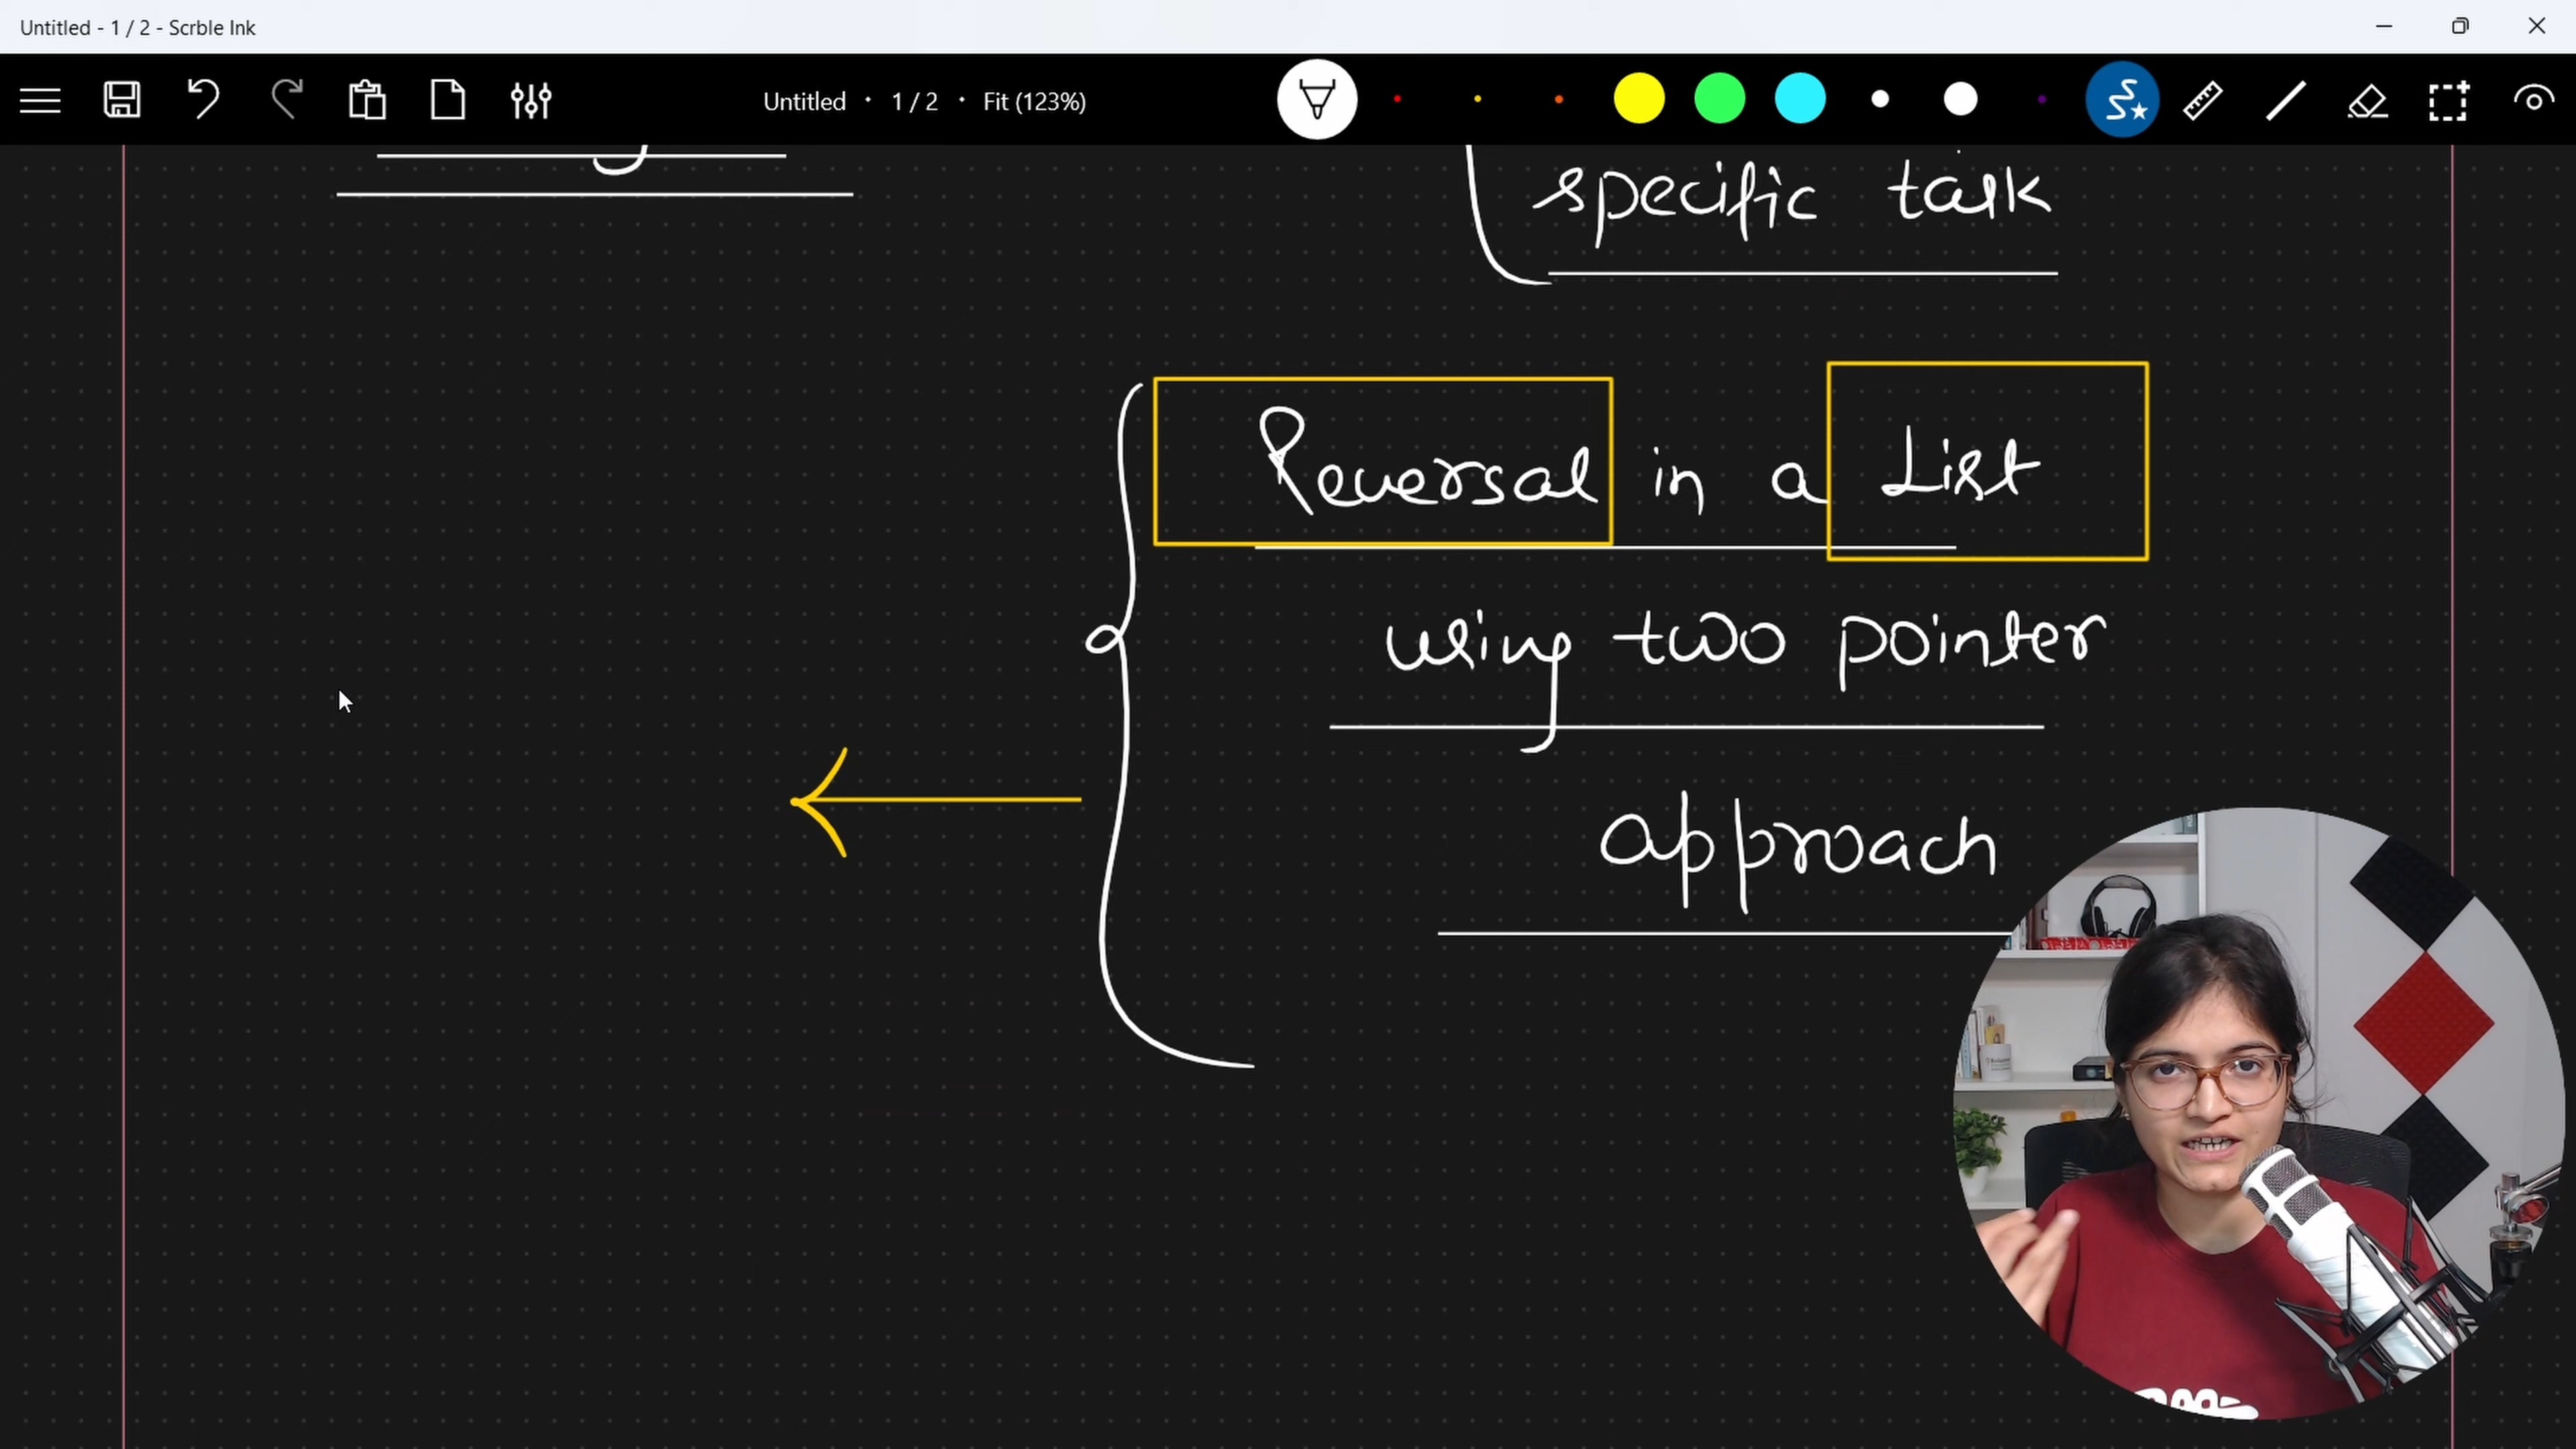 Untitled - 1 / 2 - Scrble Ink
Untitled • 1 / 2 • Fit (123%)
specific task
Reversal in a List
using two pointer
approach